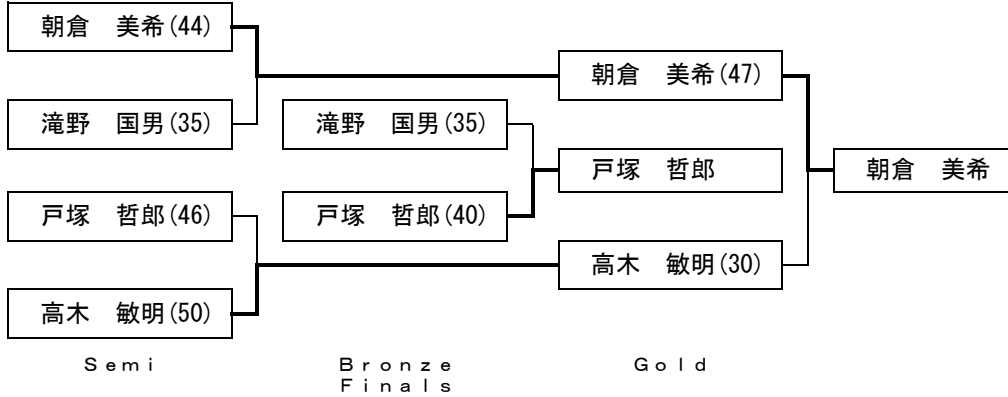 朝倉　美希(44)
朝倉　美希(47)
滝野　国男(35)
滝野　国男(35)
戸塚　哲郎
朝倉　美希
戸塚　哲郎(46)
戸塚　哲郎(40)
高木　敏明(30)
高木　敏明(50)
Ｓｅｍｉ
Ｂｒｏｎｚｅ
Ｆｉｎａｌｓ
Ｇｏｌｄ